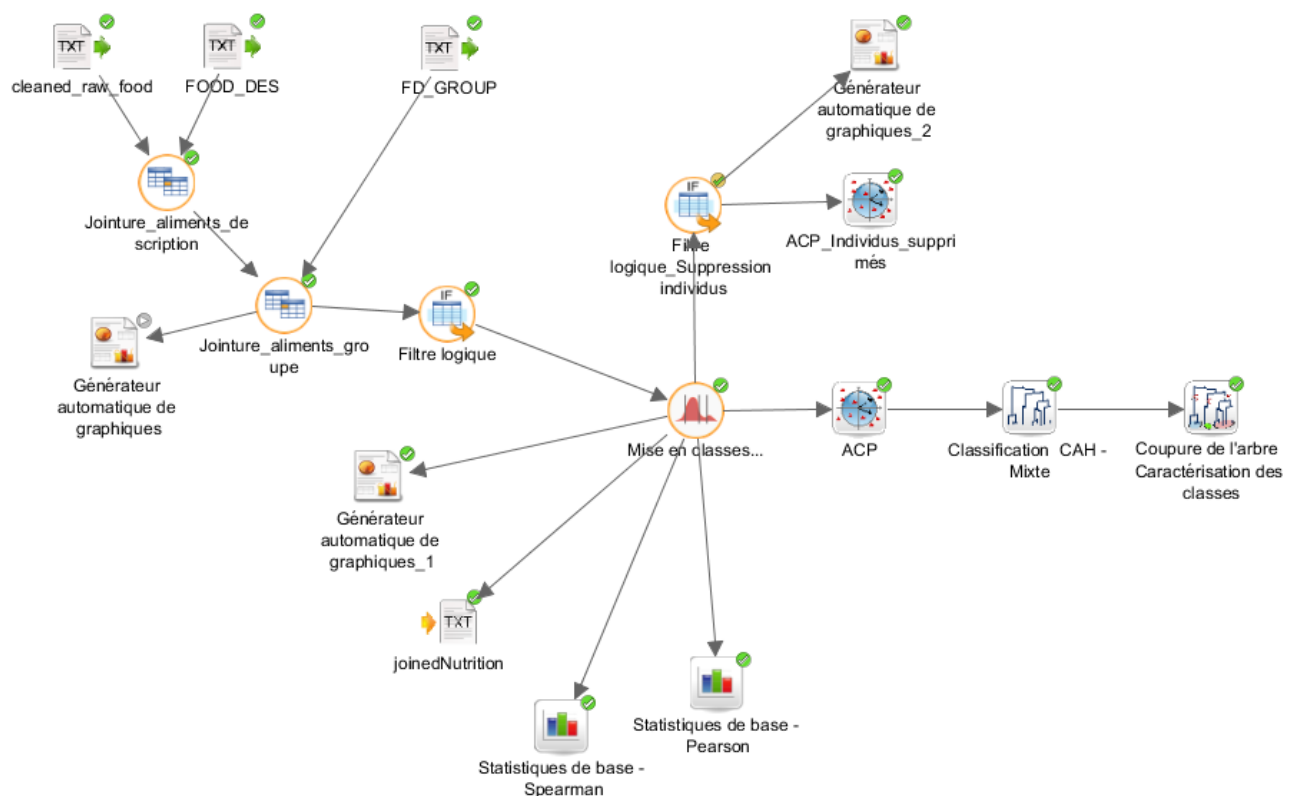 TXT
TXT
TXT
cleaned_raw_food
FOOD_DES
FD_GROUP
Générateur
automatique de
graphiques_2
Jointure_aliments_de
scription
IF
Filtre
logique_Suppression
individus
ACP_Individus_suppri
més
IF
Jointure_aliments_gro
upe
Filtre logique
Générateur
automatique de
graphiques
Mise en classes...
ACP
Classification CAH -
Mixte
Coupure de l'arbre
Caractérisation des
classes
Générateur
automatique de
graphiques_1
TXT
joinedNutrition
Statistiques de base -
Pearson
Statistiques de base -
Spearman